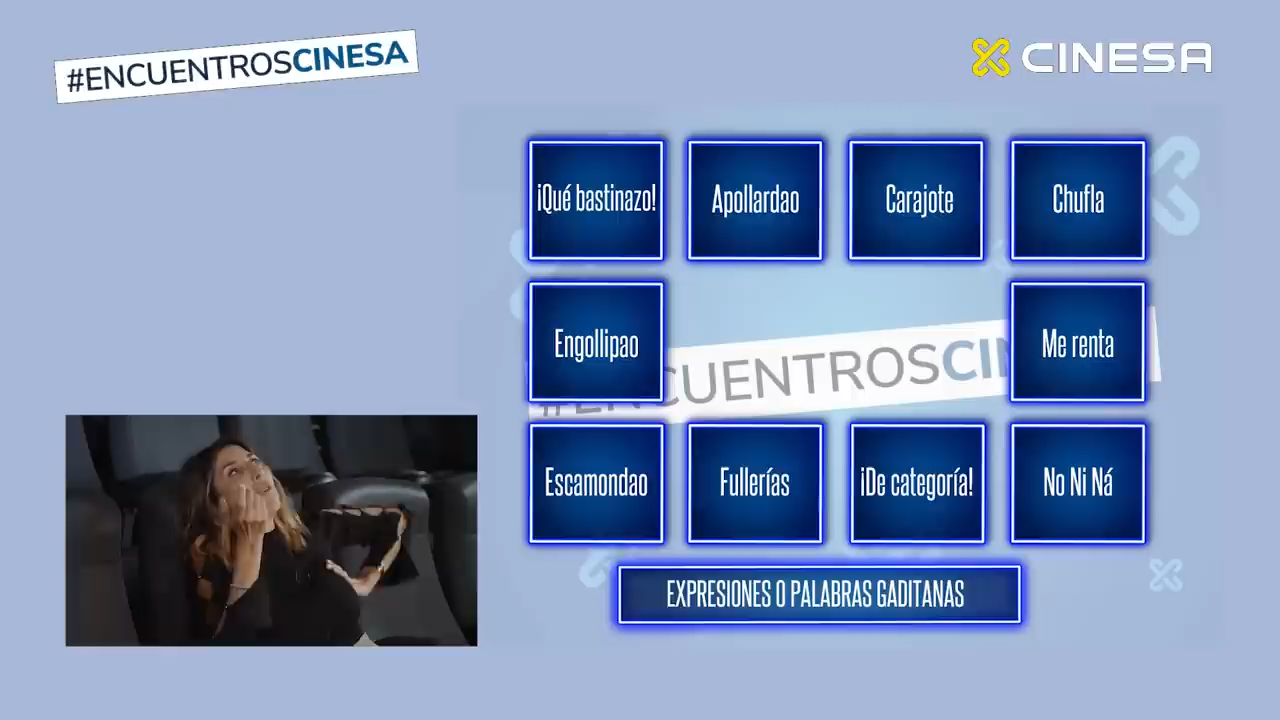 #ENCUENTROSCINESA
CINESA
¡Qué bastinazo!
Apollardao
Carajote
Chufla
Engollipao
#ENCUENTROSCIN
Me renta
Escamondao
Fullerías
¡De categoría!
No Ni Ná
EXPRESIONES O PALABRAS GADITANAS